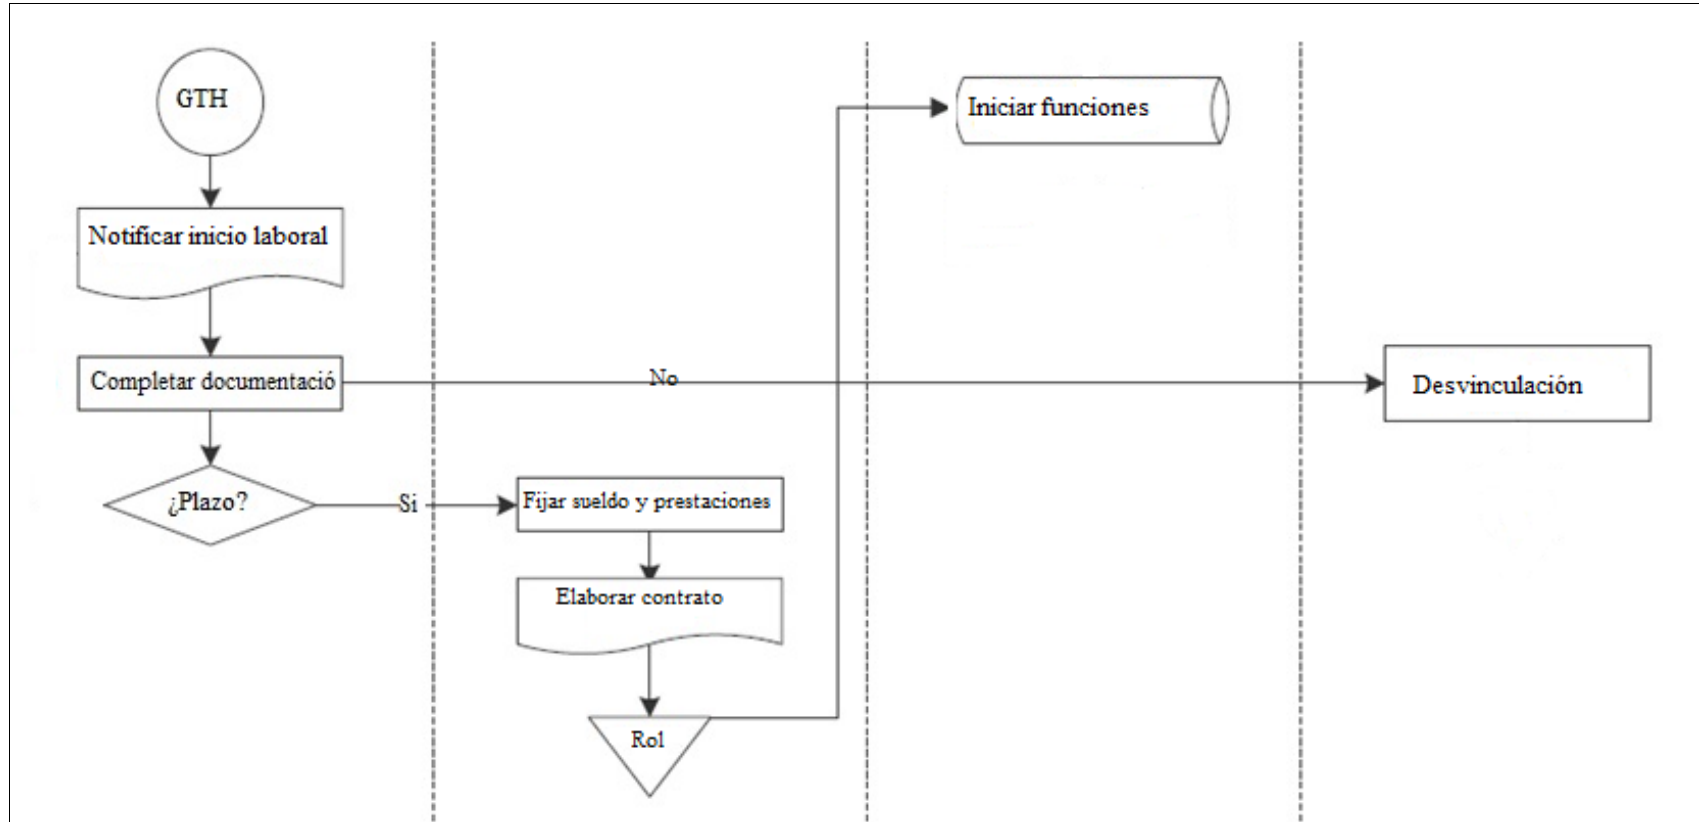 GTH
Iniciar funciones
Notificar inicio laboral
Completar documentació
No
Desvinculación
¿Plazo?
Si
Fijar sueldo y prestaciones
Elaborar contrato
Rol